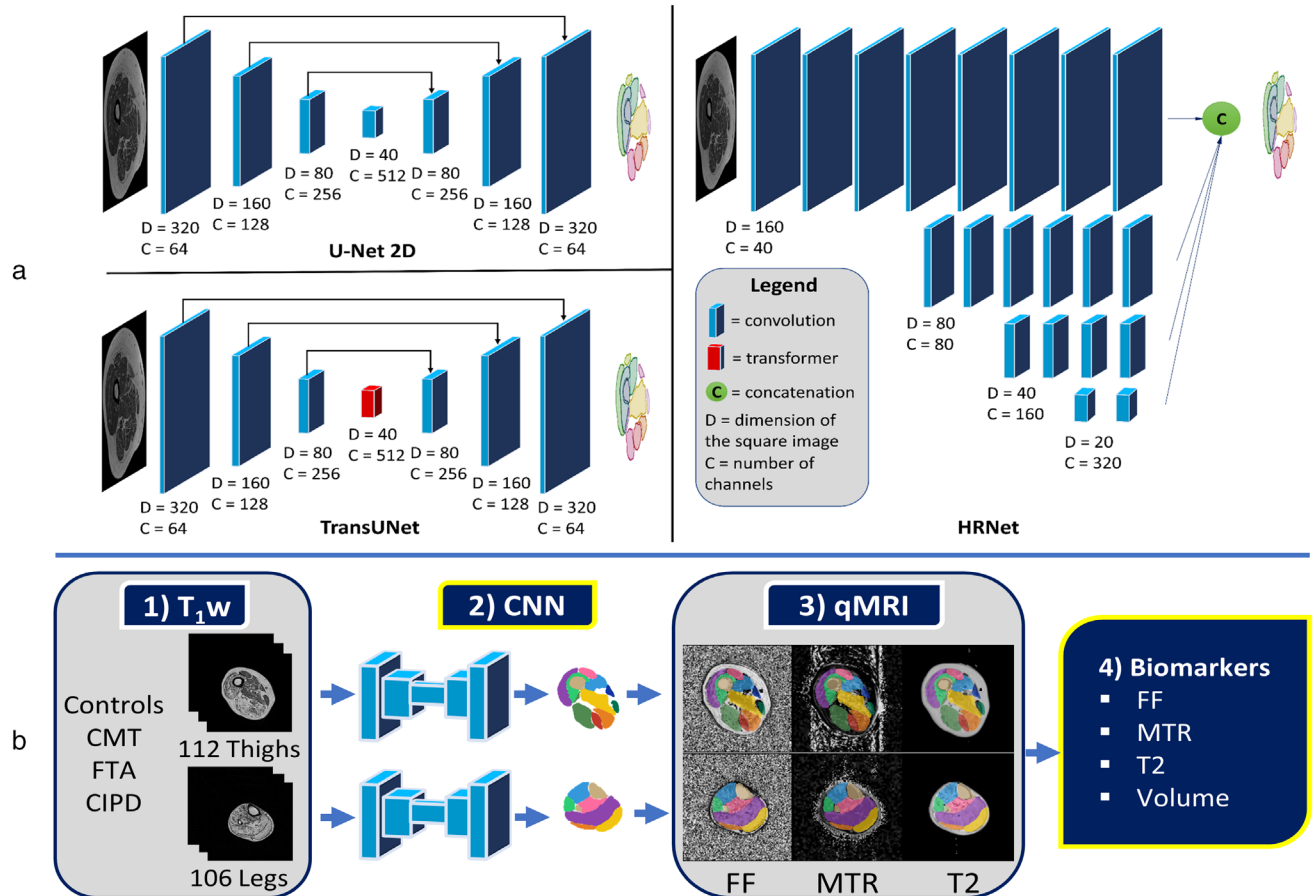 a
D = 320
C = 64
D = 160
C = 128
D = 80
C = 256
D = 40
C = 512
D = 80
C = 256
D = 160
C = 128
D = 320
C = 64
U-Net 2D
D = 320
C = 64
D = 160
C = 128
D = 80
C = 256
D = 40
C = 512
D = 80
C = 256
D = 160
C = 128
D = 320
C = 64
TransUNet
D = 160
C = 40
D = 80
C = 80
D = 40
C = 160
D = 20
C = 320
C
HRNet
Legend
= convolution
= transformer
C = concatenation
D = dimension of
the square image
C = number of
channels
b
1) T₁w
Controls
CMT
FTA
CIPD
112 Thighs
106 Legs
2) CNN
3) qMRI
FF MTR T2
4) Biomarkers
▪ FF
▪ MTR
▪ T2
▪ Volume